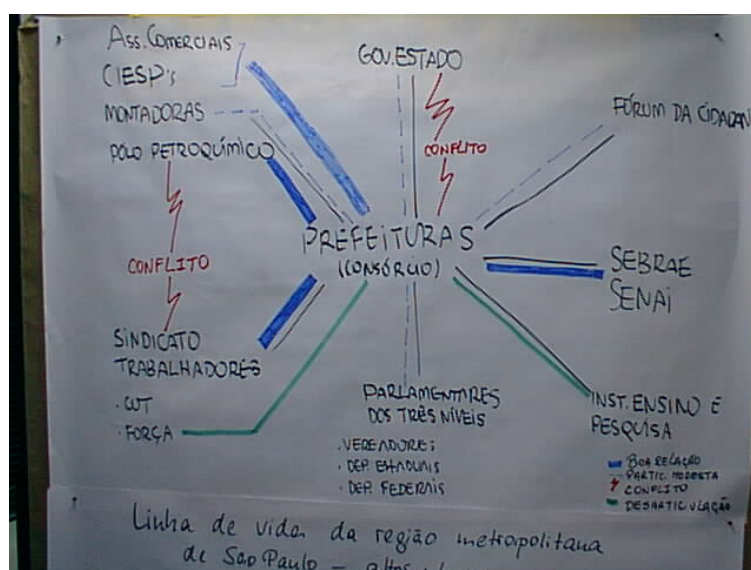 ASS. COMERCIAIS
CIESP'S
MONTADORAS
PÓLO PETROQUÍMICO
CONFLITO
SINDICATO
TRABALHADORES
. CUT
. FORÇA
GOV. ESTADO
CONFLITO
PREFEITURAS
(CONSÓRCIO)
PARLAMENTARES
DOS TRÊS NÍVEIS
. VEREADORES
. DEP. ESTADUAIS
. DEP. FEDERAIS
FÓRUM DA CIDADAN
SEBRAE
SENAI
INST. ENSINO E
PESQUISA
BOA RELAÇÃO
PARTIC. MODESTA
CONFLITO
DESARTICULAÇÃO
Linha de vida da região metropolitana
de São Paulo –